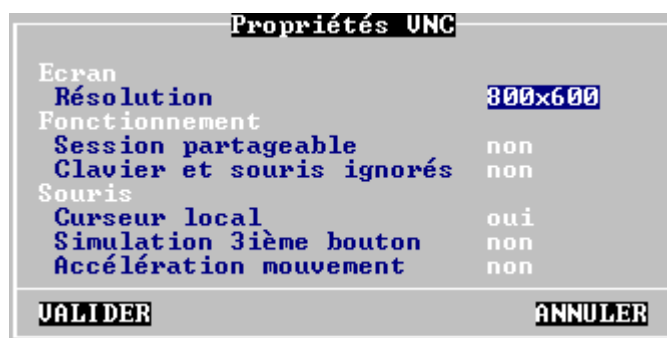 Propriétés VNC
Ecran
Résolution 800x600
Fonctionnement
Session partageable non
Clavier et souris ignorés non
Souris
Curseur local oui
Simulation 3ième bouton non
Accélération mouvement non
VALIDER ANNULER